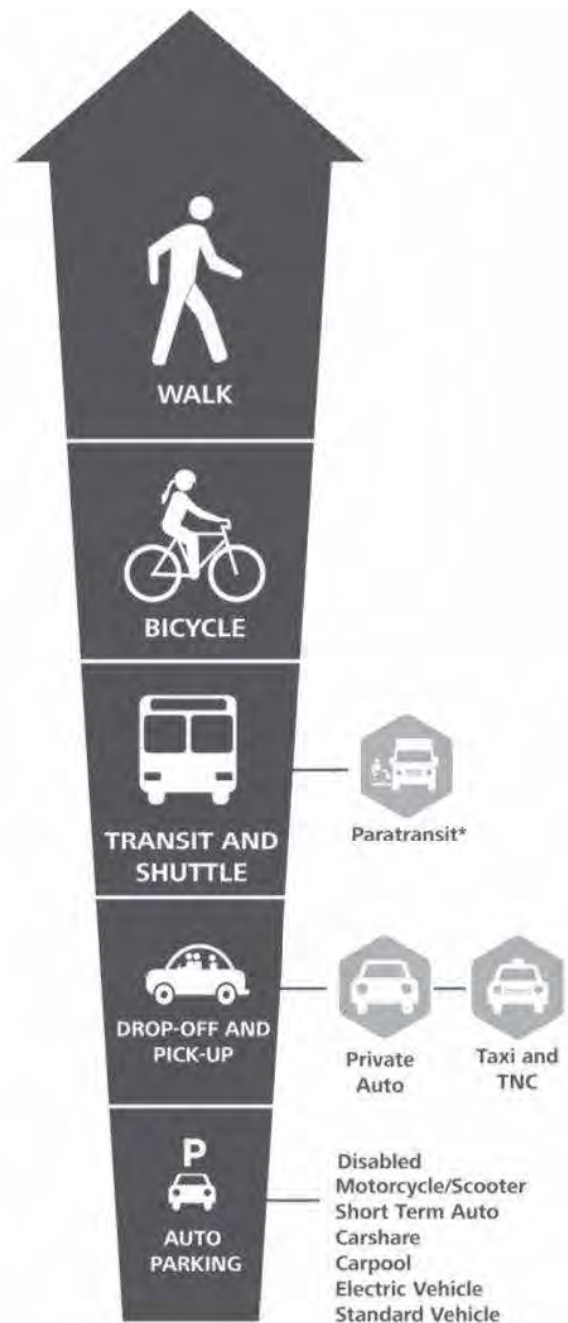 WALK
BICYCLE
TRANSIT AND
SHUTTLE
Paratransit*
DROP-OFF AND
PICK-UP
Private
Auto
Taxi and
TNC
P
AUTO
PARKING
Disabled
Motorcycle/Scooter
Short Term Auto
Carshare
Carpool
Electric Vehicle
Standard Vehicle